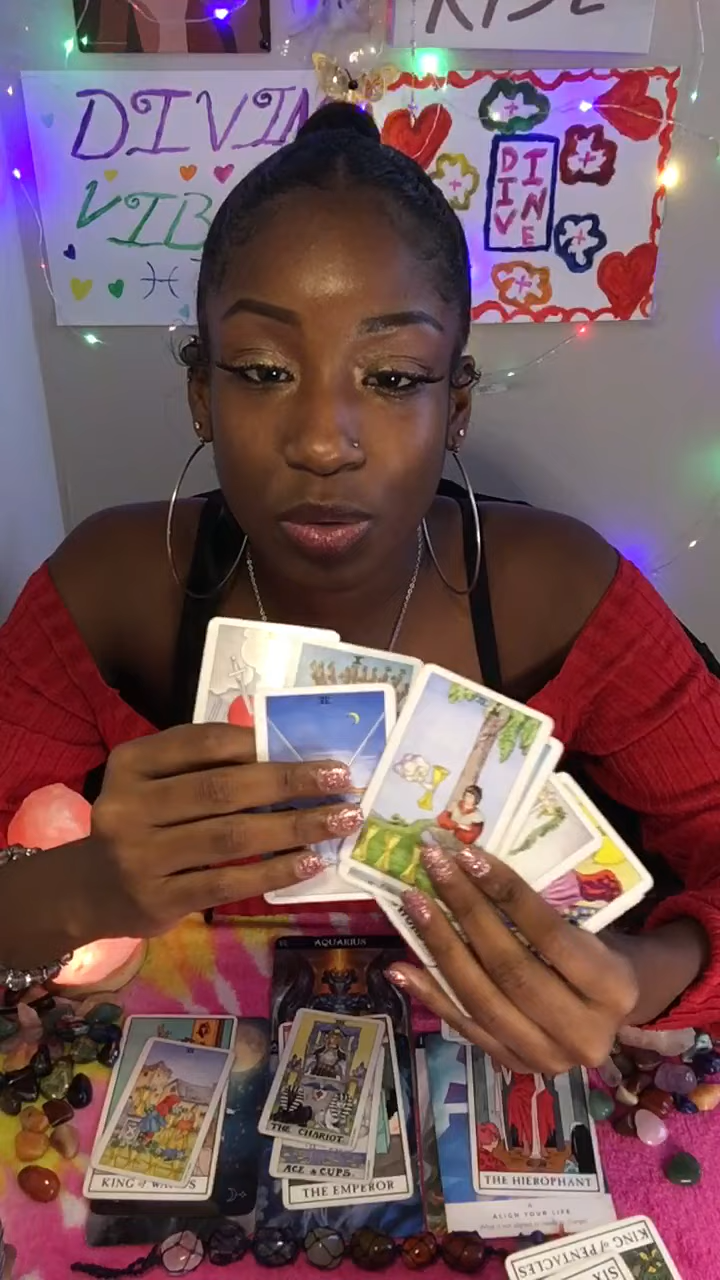 RISE
DIVIN
VIB
DIV
INE
AQUARIUS
THE CHARIOT
ACE of CUPS
KING of WANDS
THE EMPEROR
THE HIEROPHANT
ALIGN YOUR LIFE
KING of PENTACLES